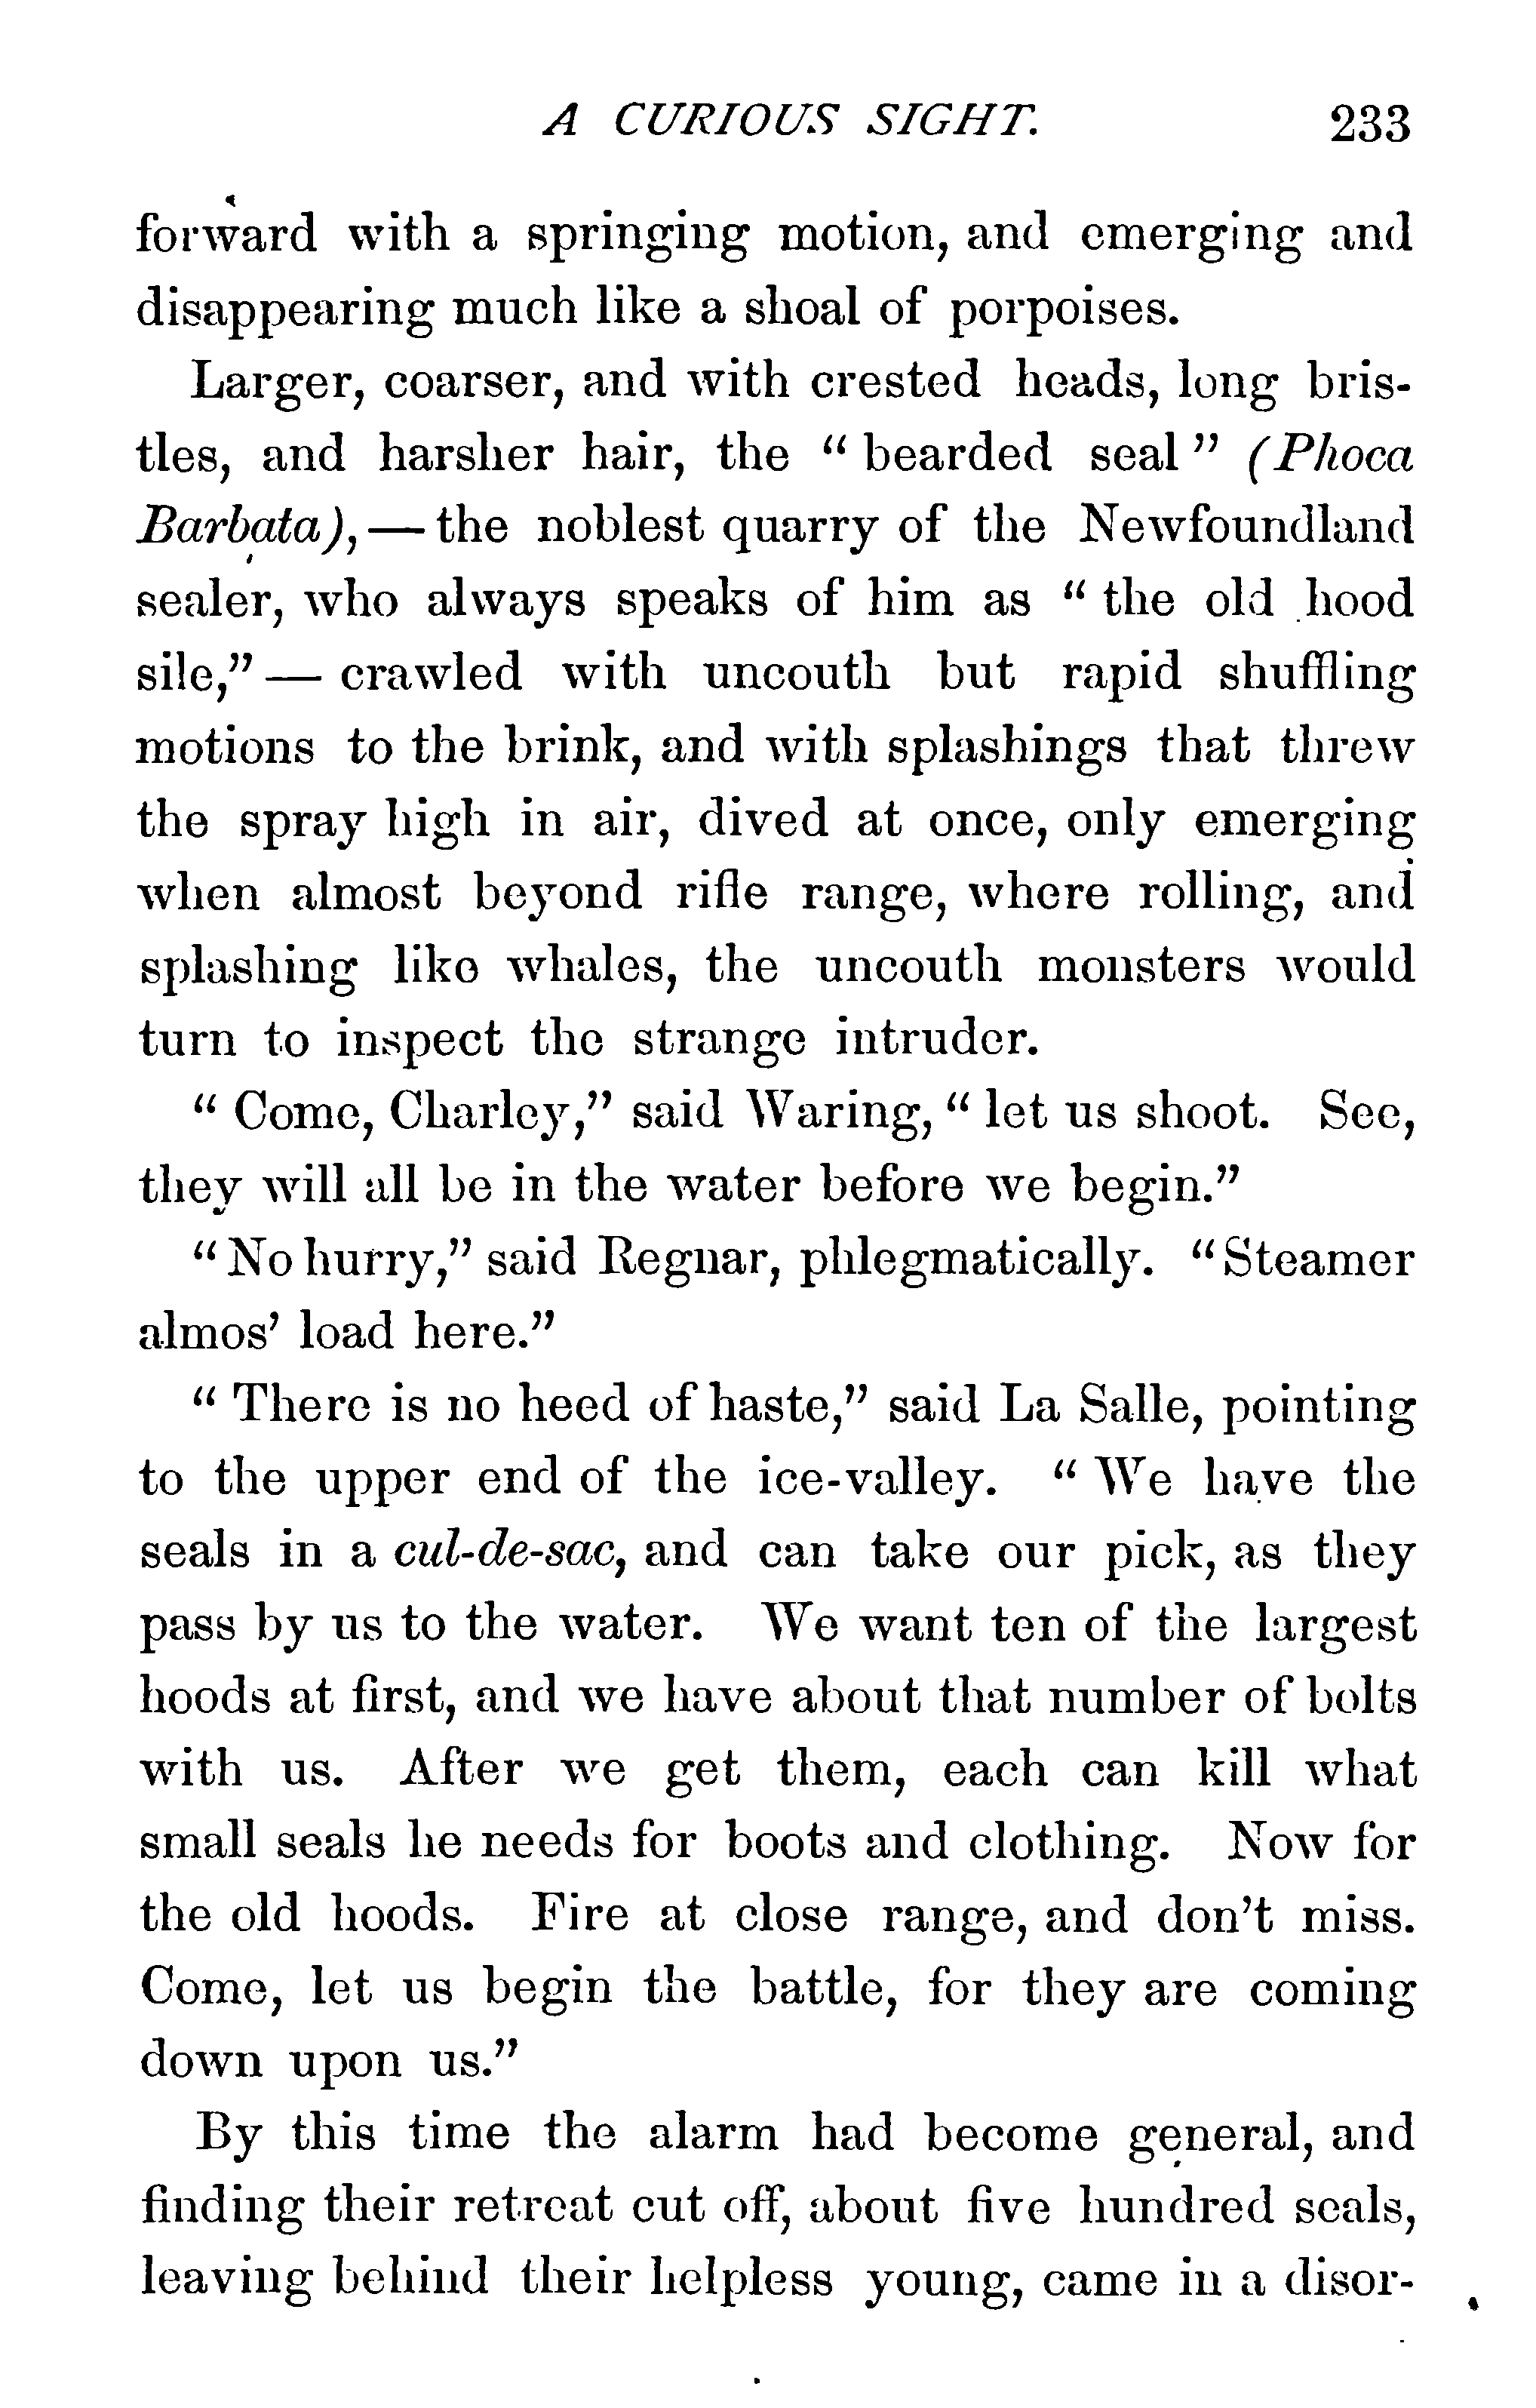 A CURIOUS SIGHT. 233
forward with a springing motion, and emerging and
disappearing much like a shoal of porpoises.
Larger, coarser, and with crested heads, long bris-
tles, and harsher hair, the “bearded seal” (Phoca
Barbata),—the noblest quarry of the Newfoundland
sealer, who always speaks of him as “the old hood
sile,”— crawled with uncouth but rapid shuffling
motions to the brink, and with splashings that threw
the spray high in air, dived at once, only emerging
when almost beyond rifle range, where rolling, and
splashing like whales, the uncouth monsters would
turn to inspect the strange intruder.
“Come, Charley,” said Waring, “let us shoot. See,
they will all be in the water before we begin.”
“No hurry,” said Regnar, phlegmatically. “Steamer
almos’ load here.”
“There is no heed of haste,” said La Salle, pointing
to the upper end of the ice-valley. “We have the
seals in a cul-de-sac, and can take our pick, as they
pass by us to the water. We want ten of the largest
hoods at first, and we have about that number of bolts
with us. After we get them, each can kill what
small seals he needs for boots and clothing. Now for
the old hoods. Fire at close range, and don’t miss.
Come, let us begin the battle, for they are coming
down upon us.”
By this time the alarm had become general, and
finding their retreat cut off, about five hundred seals,
leaving behind their helpless young, came in a disor-